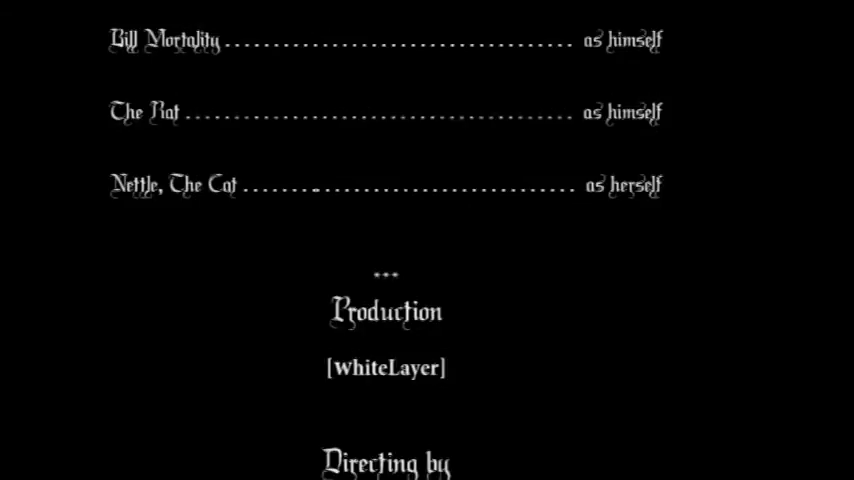 Bill Mortality.................................... as himself
The Rat........................................ as himself
Nettle, The Cat.................................. as herself
***
Production
[WhiteLayer]
Directing by